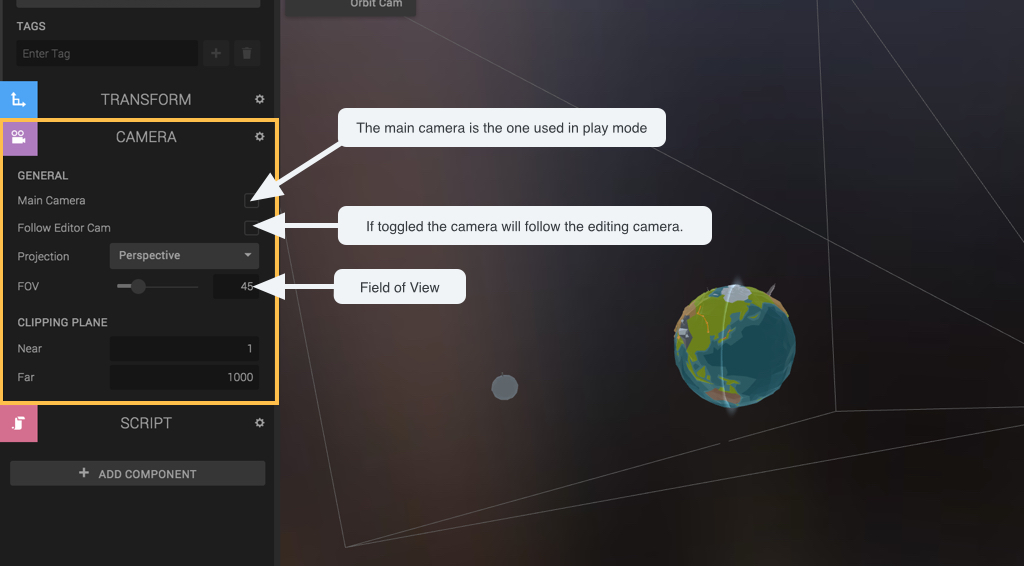 Orbit Cam
TAGS
Enter Tag
TRANSFORM
CAMERA
The main camera is the one used in play mode
GENERAL
Main Camera
Follow Editor Cam
If toggled the camera will follow the editing camera.
Projection Perspective
FOV 45
Field of View
CLIPPING PLANE
Near 1
Far 1000
SCRIPT
+ ADD COMPONENT